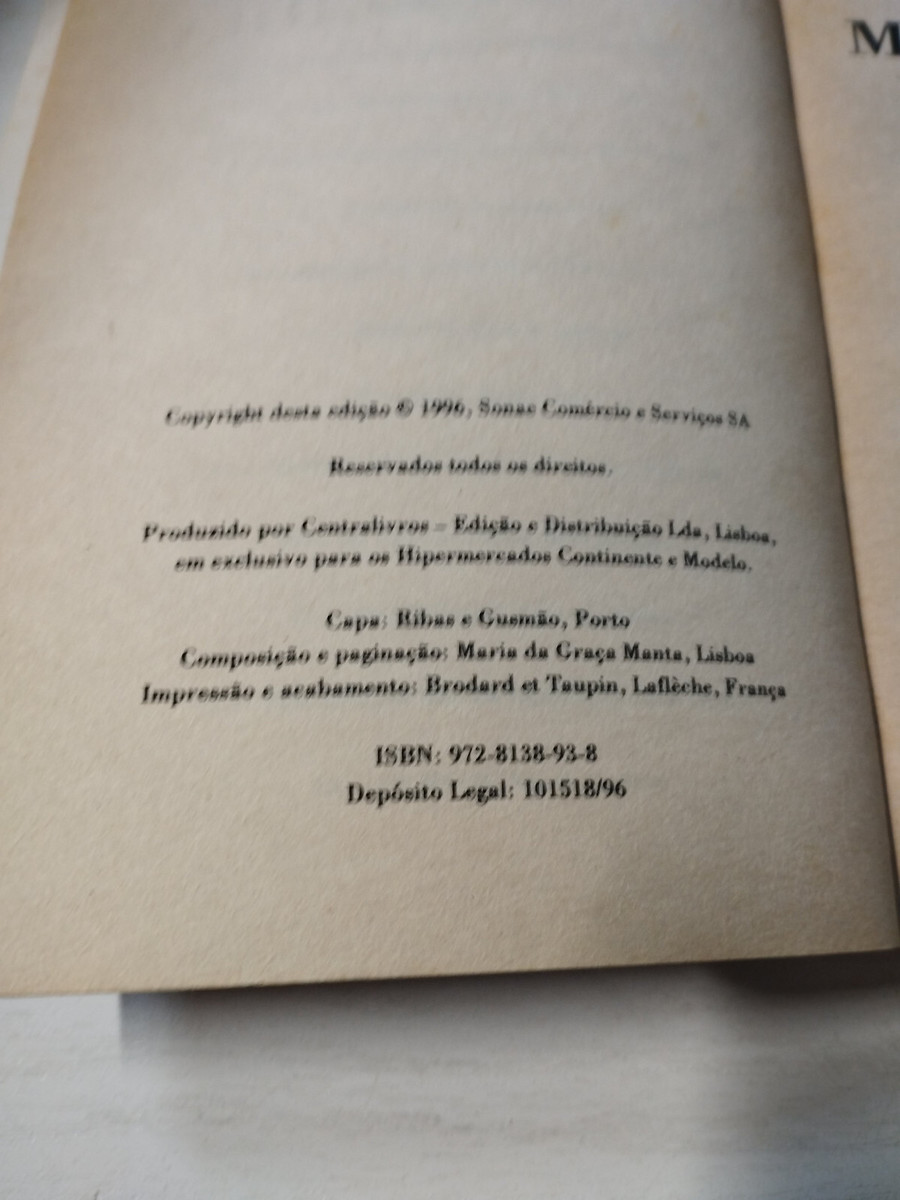 M
Copyright desta edição © 1996, Sonae Comércio e Serviços SA
Reservados todos os direitos.
Produzido por Centralivros – Edição e Distribuição Lda, Lisboa,
em exclusivo para os Hipermercados Continente e Modelo.
Capa: Ribas e Gusmão, Porto
Composição e paginação: Maria da Graça Manta, Lisboa
Impressão e acabamento: Brodard et Taupin, Laflèche, França
ISBN: 972-8138-93-8
Depósito Legal: 101518/96